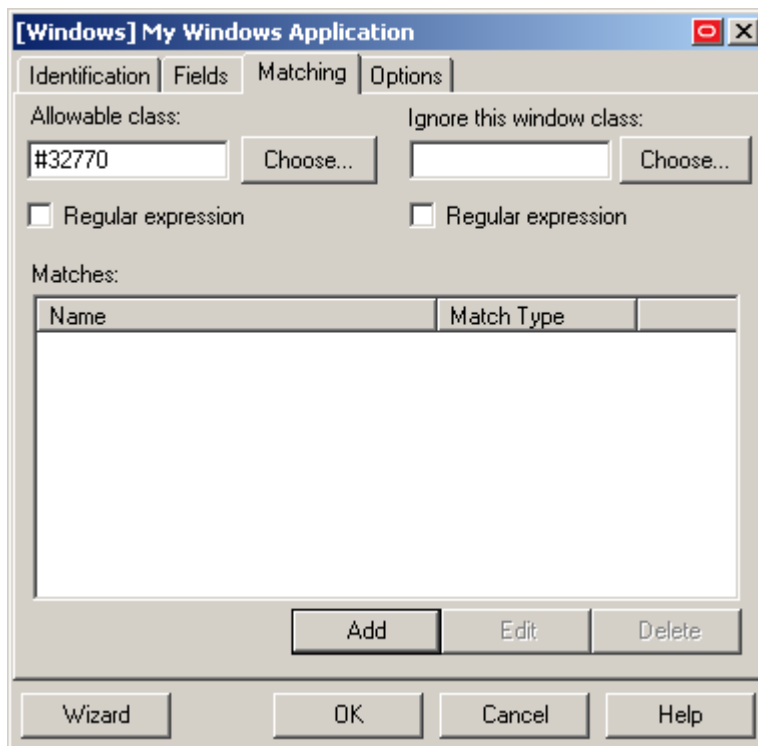 [Windows] My Windows Application
Identification Fields Matching Options
Allowable class: Ignore this window class:
#32770 Choose... Choose...
Regular expression Regular expression
Matches:
Name Match Type
Add Edit Delete
Wizard OK Cancel Help